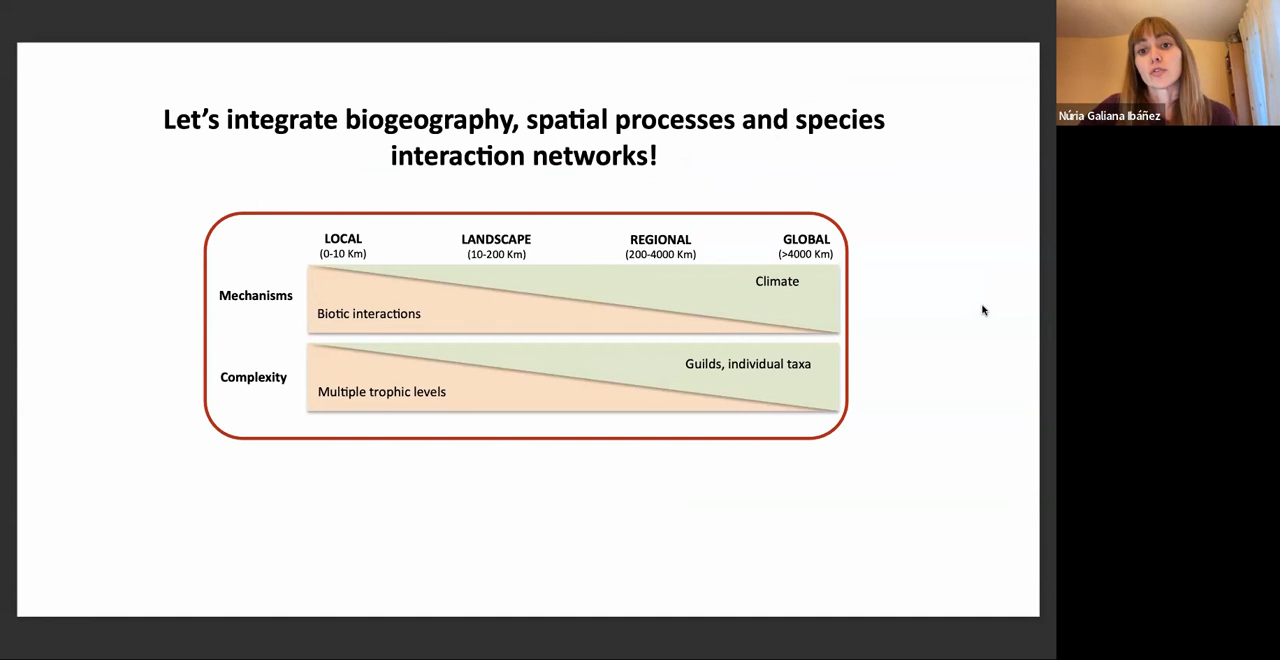 Let’s integrate biogeography, spatial processes and species
interaction networks!
LOCAL
(0-10 Km)
LANDSCAPE
(10-200 Km)
REGIONAL
(200-4000 Km)
GLOBAL
(>4000 Km)
Mechanisms
Climate
Biotic interactions
Complexity
Guilds, individual taxa
Multiple trophic levels
Núria Galiana Ibáñez